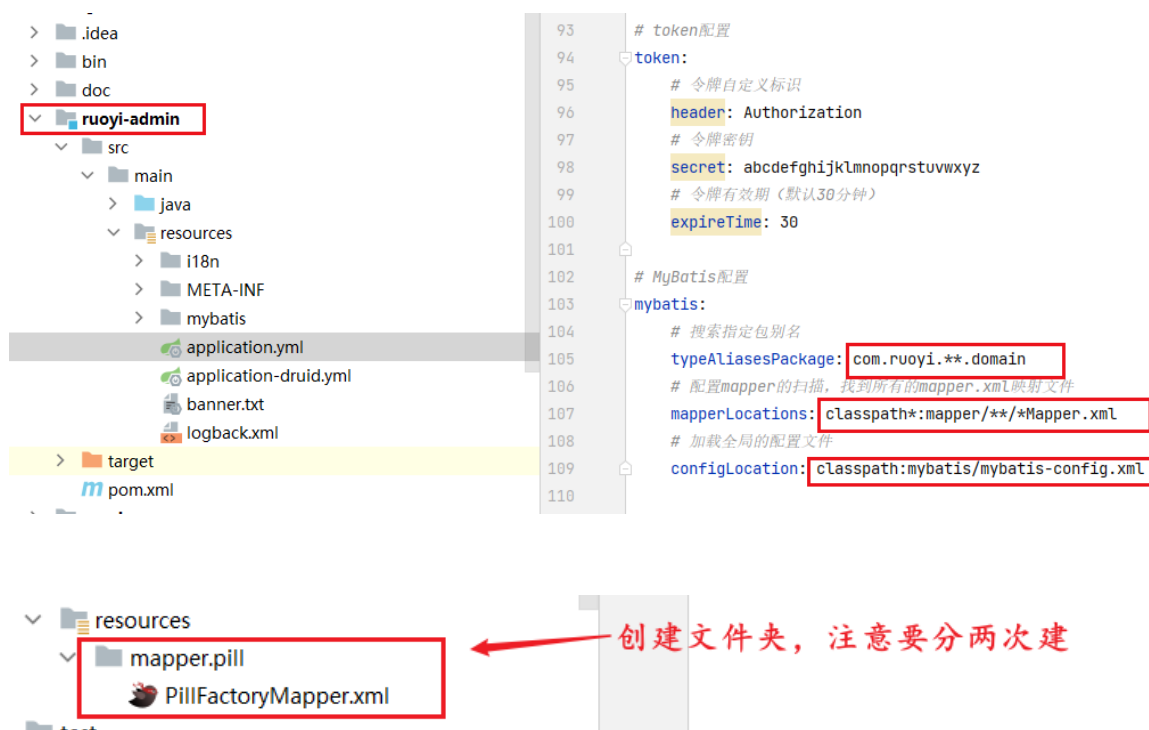 .idea
bin
doc
ruoyi-admin
src
main
java
resources
i18n
META-INF
mybatis
application.yml
application-druid.yml
banner.txt
logback.xml
target
pom.xml
93 # token配置
94 token:
95 # 令牌自定义标识
96 header: Authorization
97 # 令牌密钥
98 secret: abcdefghijklmnopqrstuvwxyz
99 # 令牌有效期（默认30分钟）
100 expireTime: 30
101
102 # MyBatis配置
103 mybatis:
104 # 搜索指定包别名
105 typeAliasesPackage: com.ruoyi.**.domain
106 # 配置mapper的扫描，找到所有的mapper.xml映射文件
107 mapperLocations: classpath*:mapper/**/*Mapper.xml
108 # 加载全局的配置文件
109 configLocation: classpath:mybatis/mybatis-config.xml
110
resources
mapper.pill
PillFactoryMapper.xml
创建文件夹，注意要分两次建